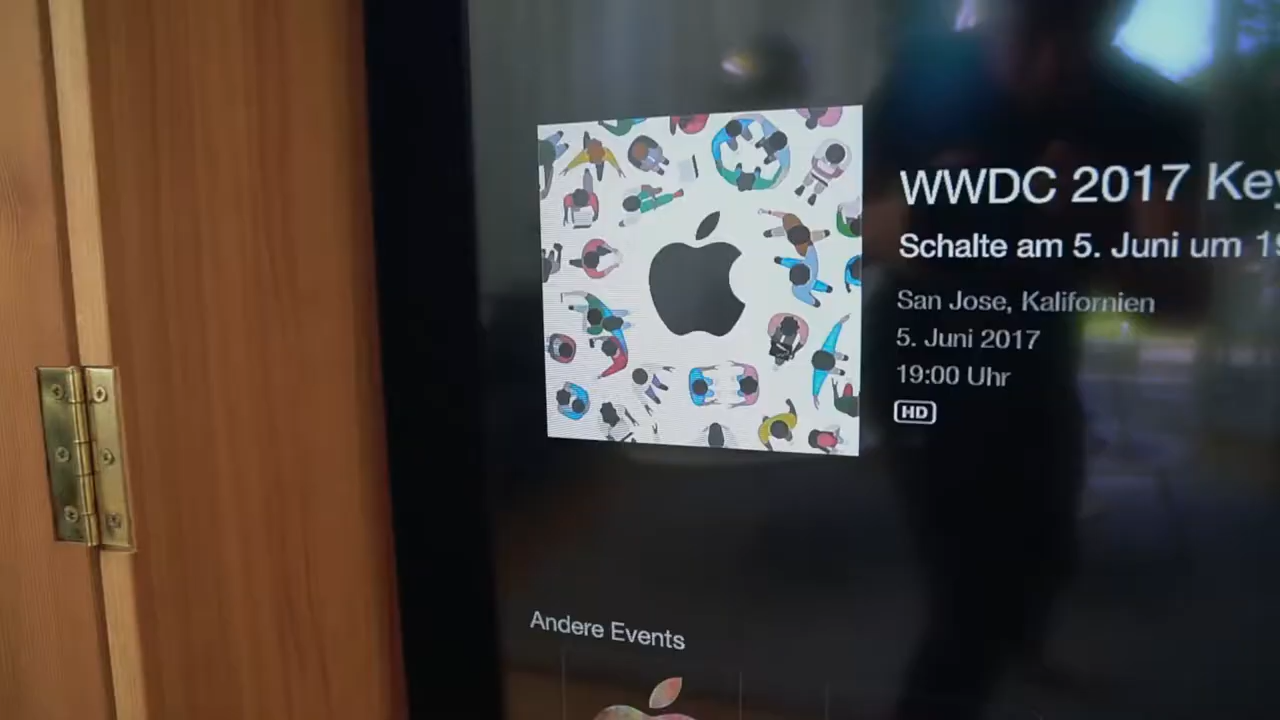 WWDC 2017
Schalte am 5. Juni um
San Jose, Kalifornien
5. Juni 2017
19:00 Uhr
HD
Andere Events